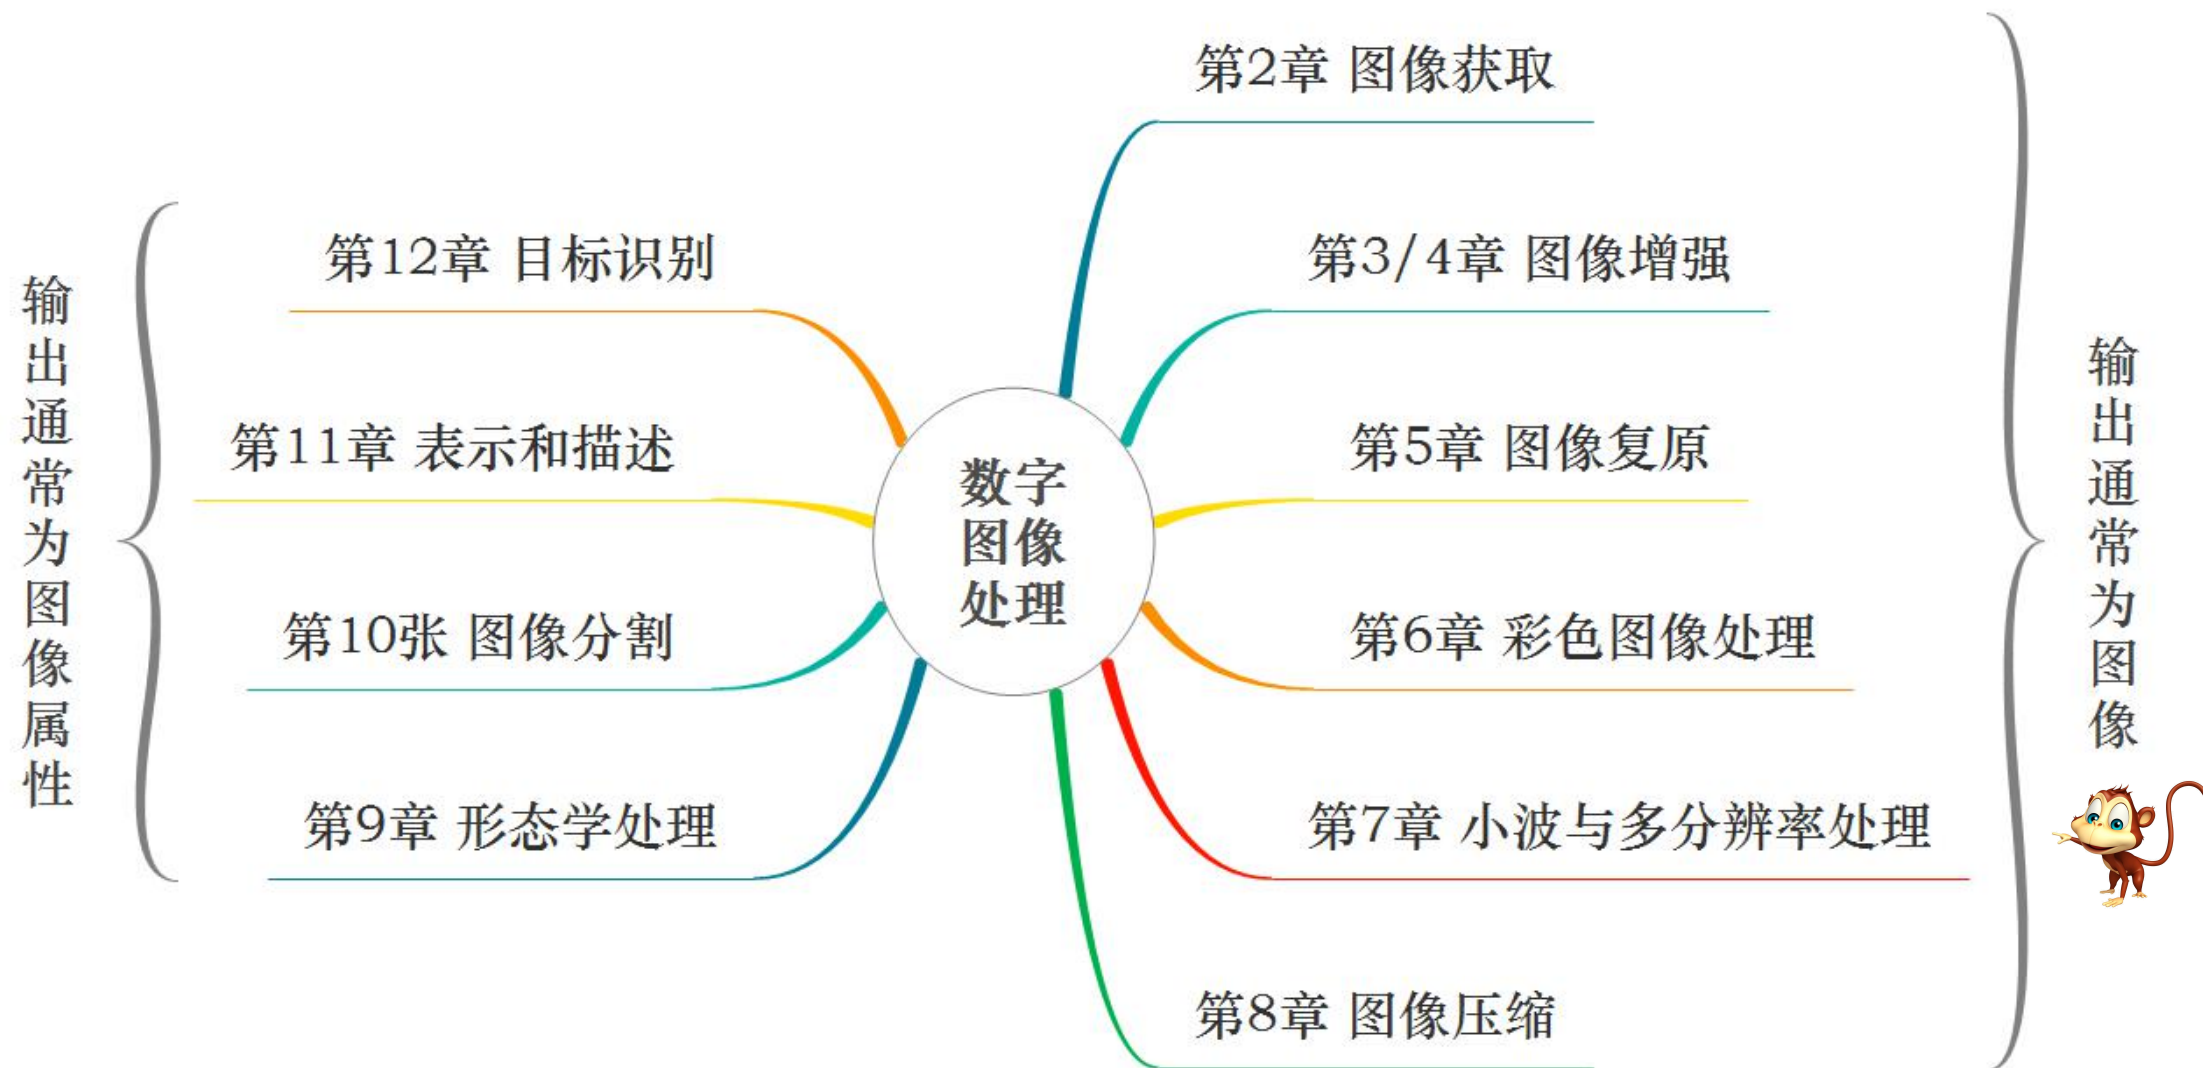 数字
图像
处理
第2章 图像获取
第3/4章 图像增强
第5章 图像复原
第6章 彩色图像处理
第7章 小波与多分辨率处理
第8章 图像压缩
输出通常为图像
第12章 目标识别
第11章 表示和描述
第10张 图像分割
第9章 形态学处理
输出通常为图像属性